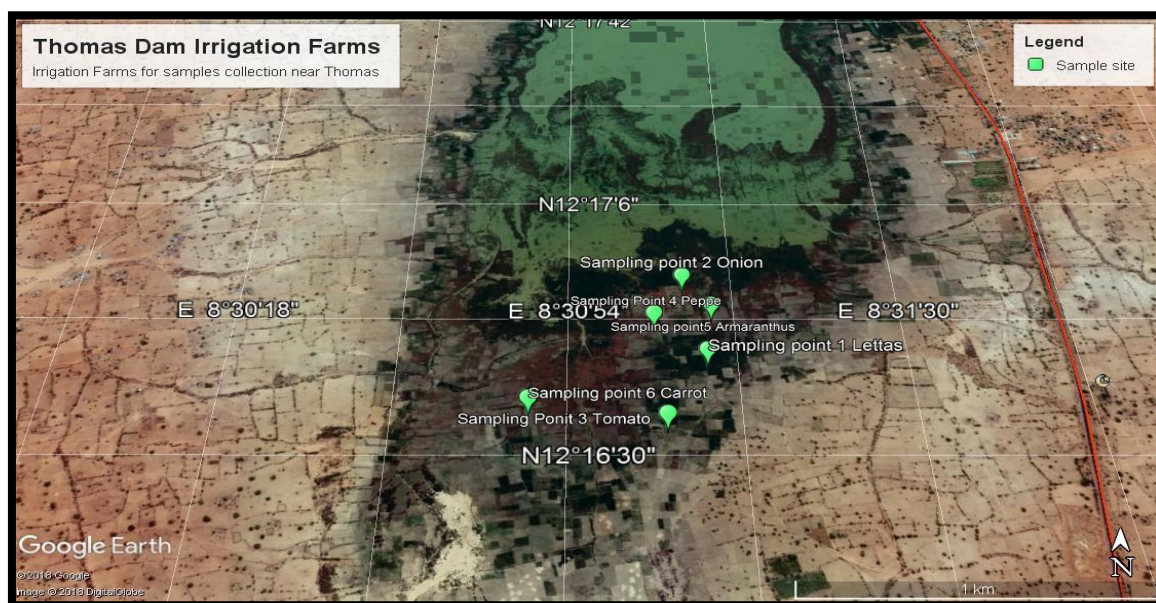 N12°17'42"
Thomas Dam Irrigation Farms
Irrigation Farms for samples collection near Thomas
Legend
Sample site
N12°17'6"
Sampling point 2 Onion
Sampling Point 4 Peppe
E 8°30'18"
E 8°30'54"
E 8°31'30"
Sampling point5 Armaranthus
Sampling point 1 Lettas
Sampling point 6 Carrot
Sampling Ponit 3 Tomato
N12°16'30"
Google Earth
© 2018 Google
Image © 2018 DigitalGlobe
1 km
N